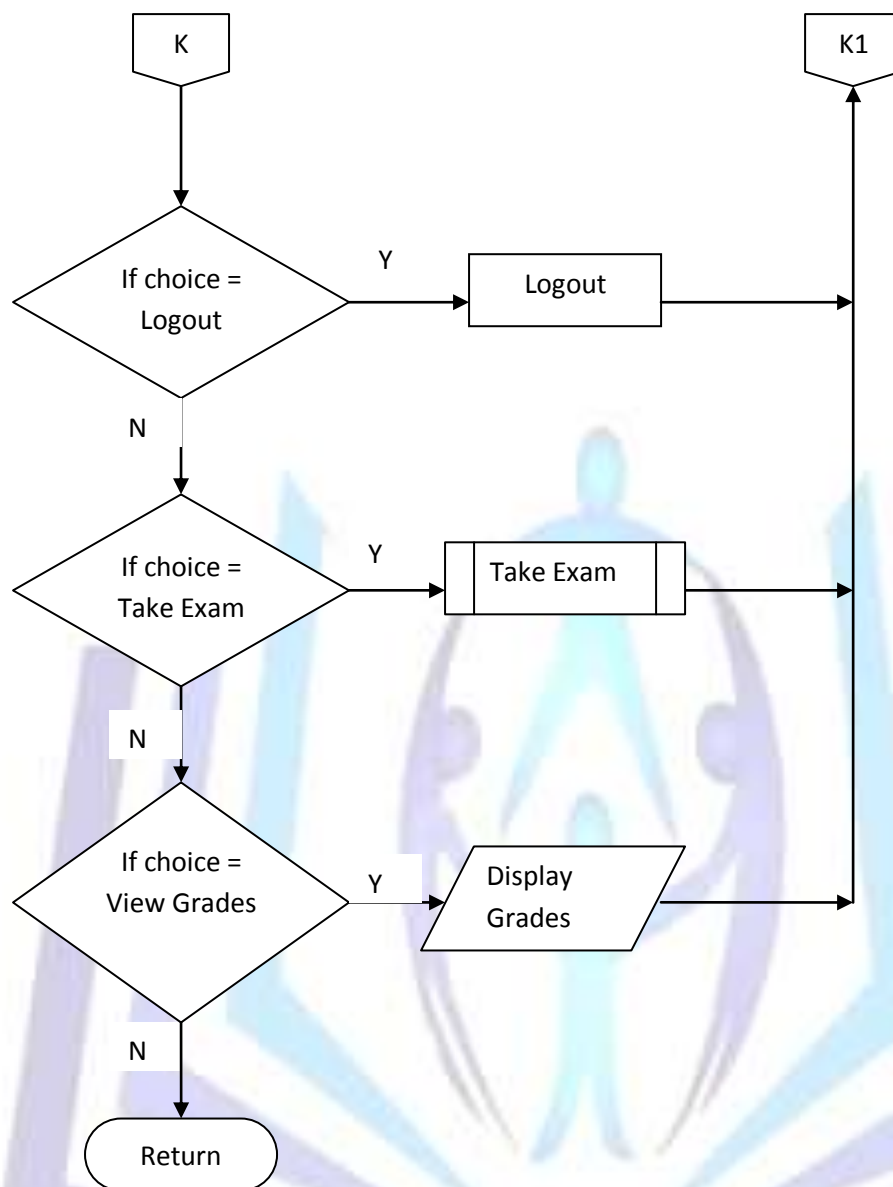 K
K1
If choice =
Logout
Y
Logout
N
If choice =
Take Exam
Y
Take Exam
N
If choice =
View Grades
Y
Display
Grades
N
Return